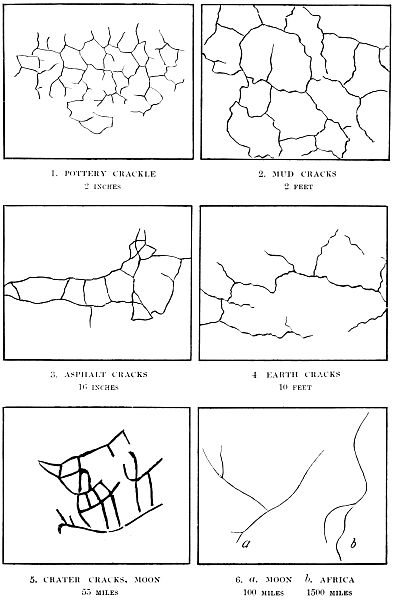 1. POTTERY CRACKLE
2 INCHES
2. MUD CRACKS
2 FEET
3. ASPHALT CRACKS
16 INCHES
4 EARTH CRACKS
10 FEET
a
b
5. CRATER CRACKS, MOON
55 MILES
6. a. MOON b. AFRICA
100 MILES 1500 MILES